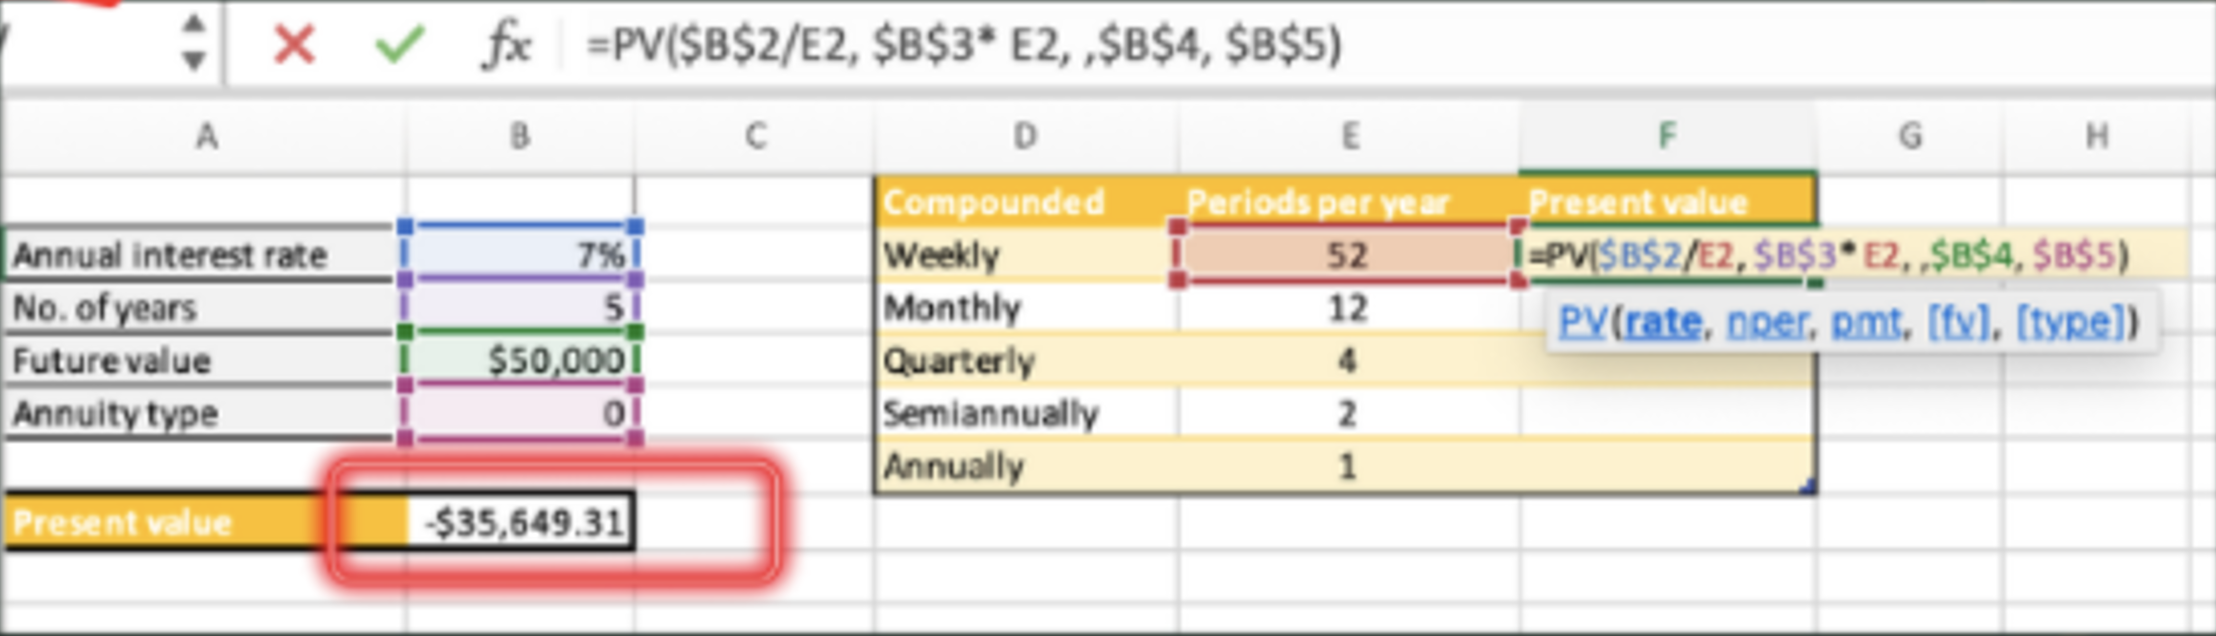 fx =PV($B$2/E2, $B$3* E2, ,$B$4, $B$5)
A B C D E F G H
Compounded Periods per year Present value
Annual interest rate 7% Weekly 52 =PV($B$2/E2, $B$3* E2, ,$B$4, $B$5)
No. of years 5 Monthly 12 PV(rate, nper, pmt, [fv], [type])
Future value $50,000 Quarterly 4
Annuity type 0 Semiannually 2
Annually 1
Present value -$35,649.31